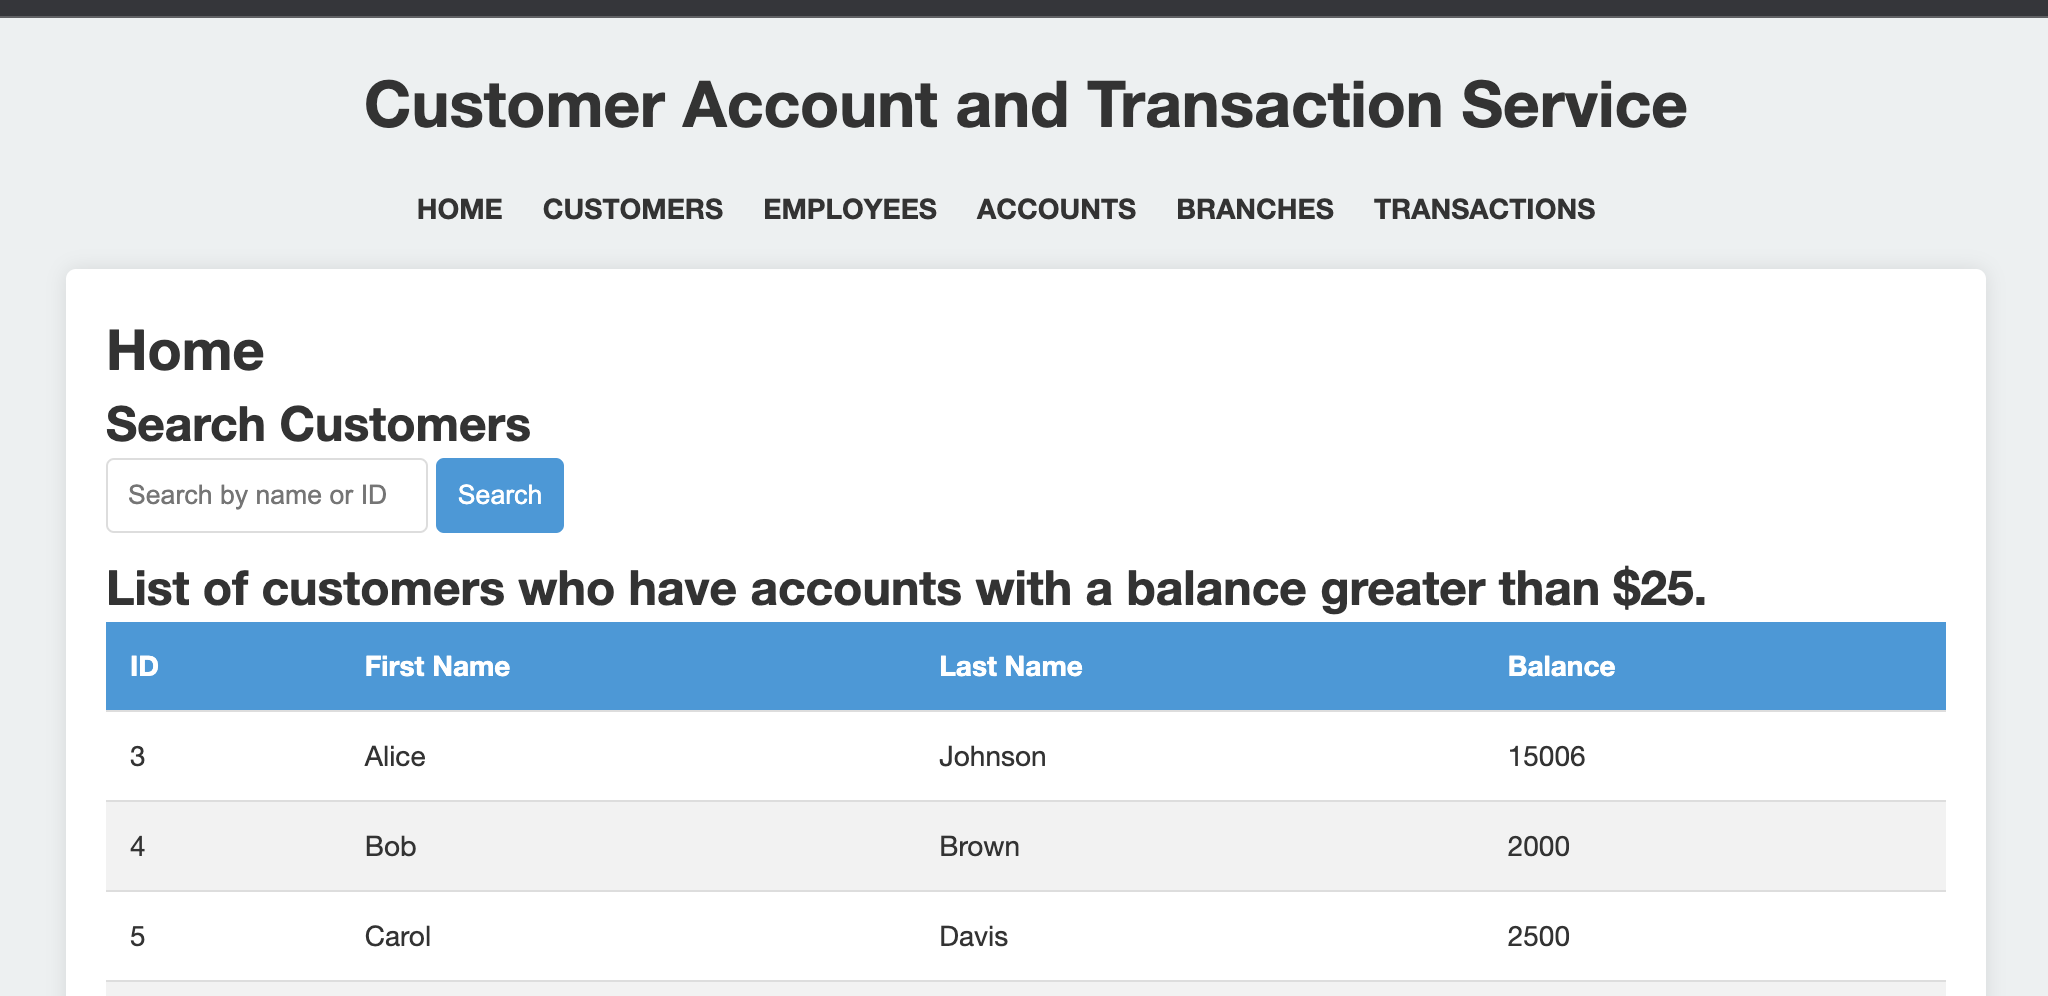 Customer Account and Transaction Service
HOME CUSTOMERS EMPLOYEES ACCOUNTS BRANCHES TRANSACTIONS
Home
Search Customers
Search by name or ID Search
List of customers who have accounts with a balance greater than $25.
ID First Name Last Name Balance
3 Alice Johnson 15006
4 Bob Brown 2000
5 Carol Davis 2500